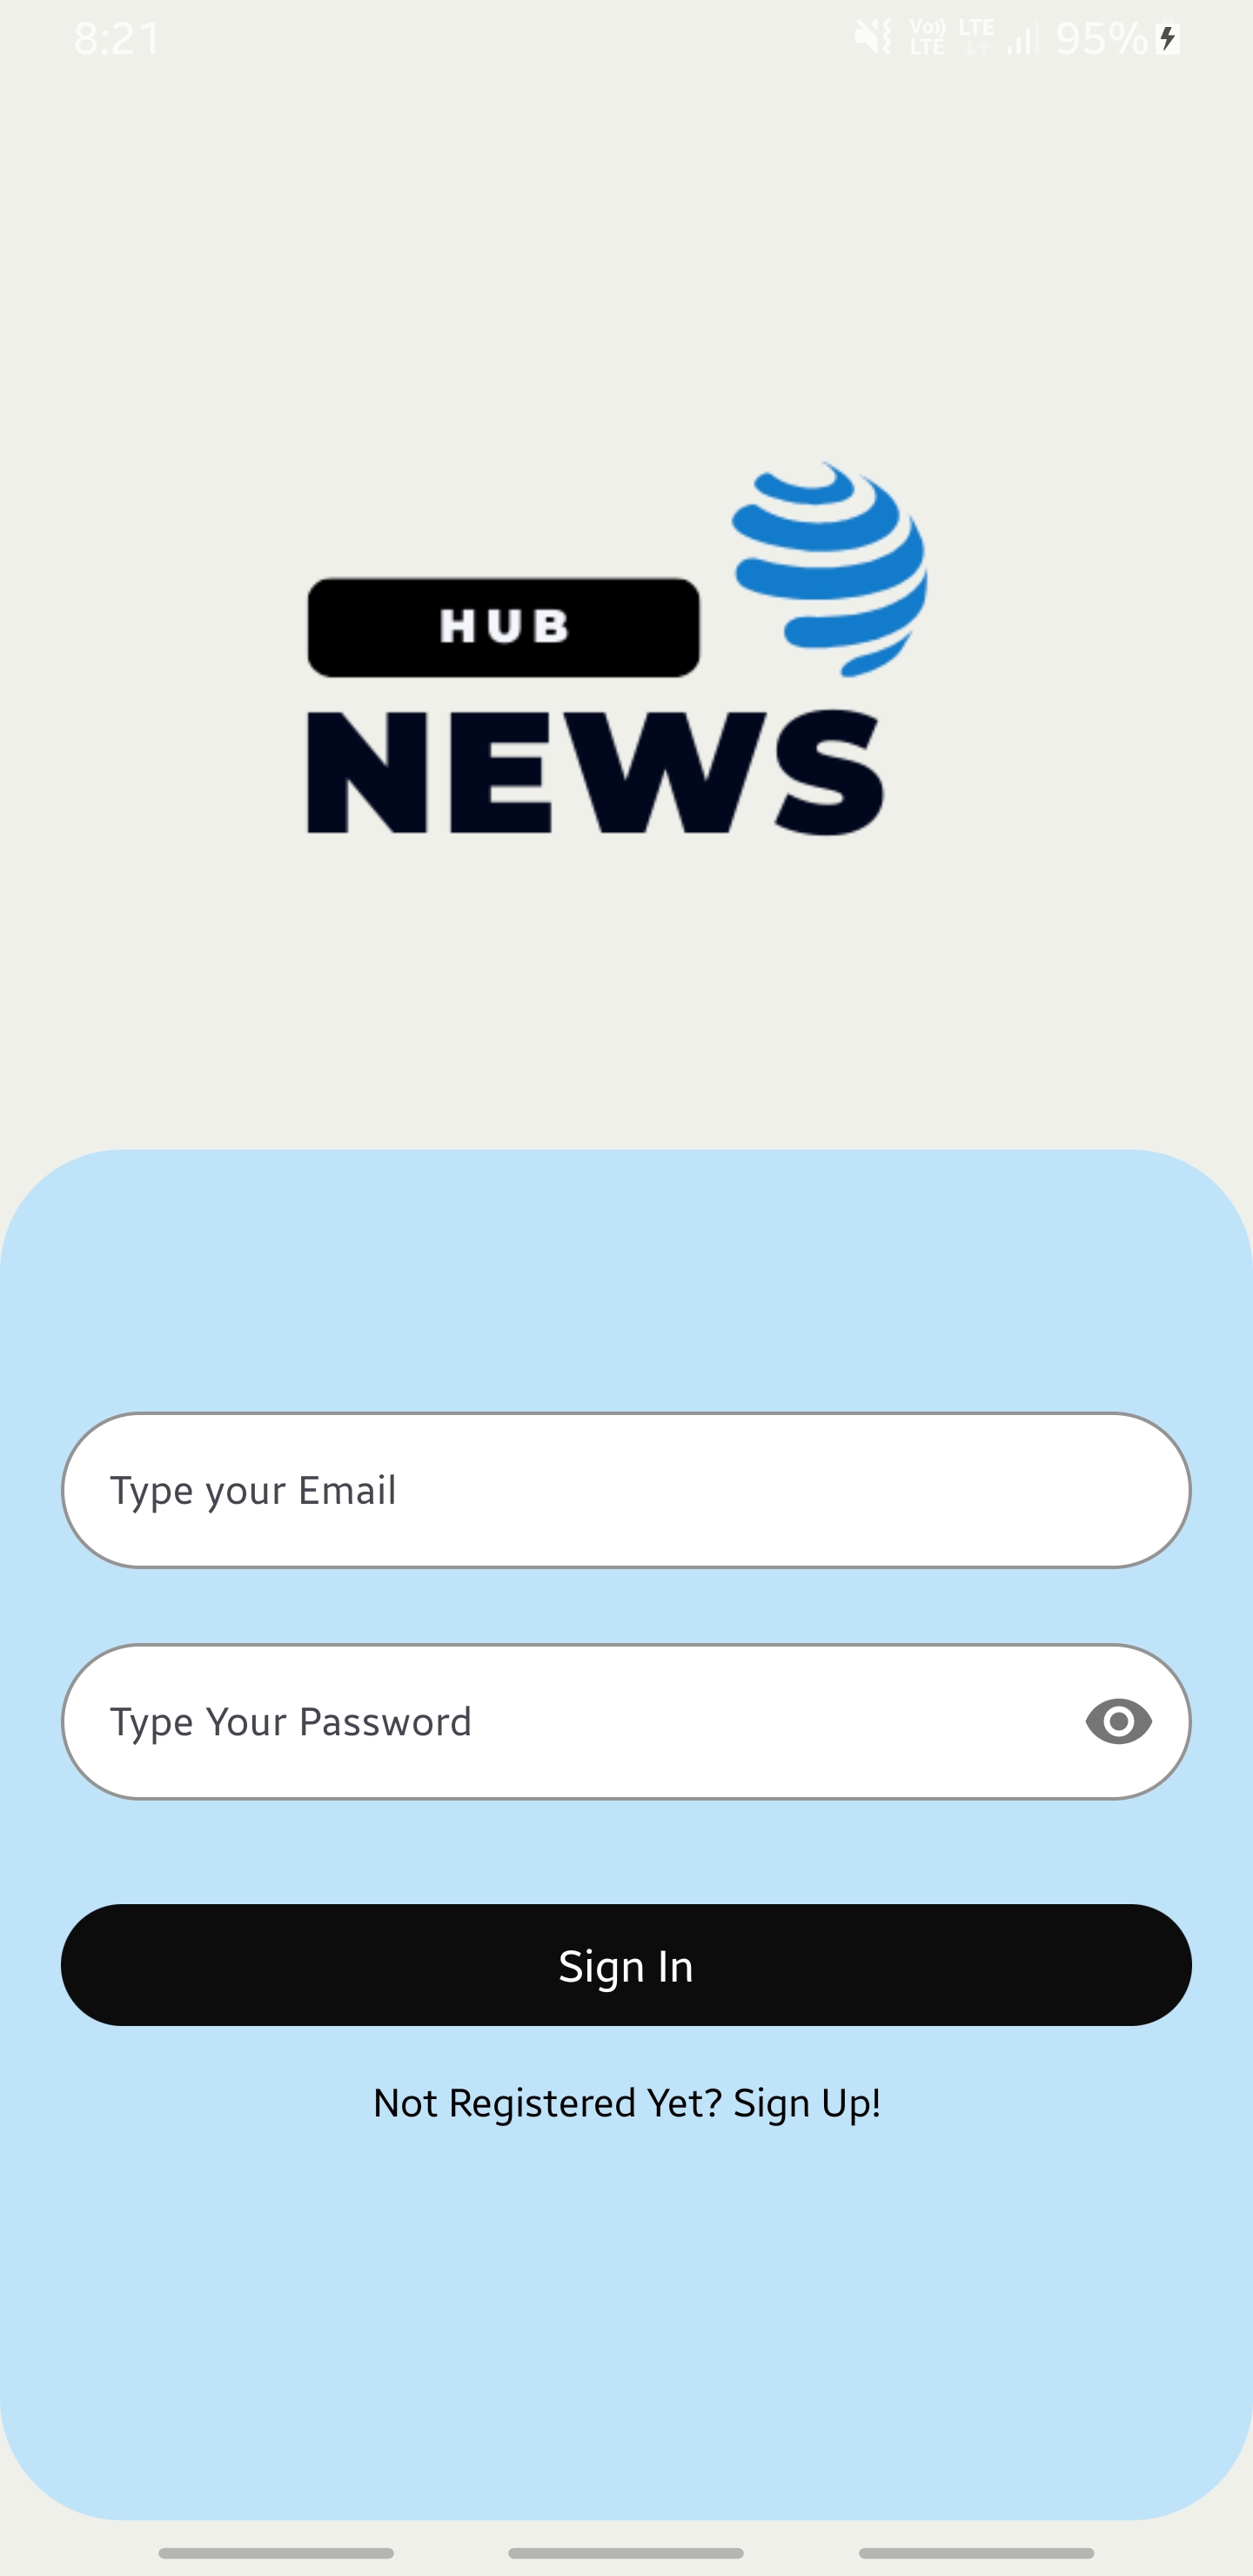 8:21 Vo)) LTE LTE 95%
HUB
NEWS
Type your Email
Type Your Password
Sign In
Not Registered Yet? Sign Up!